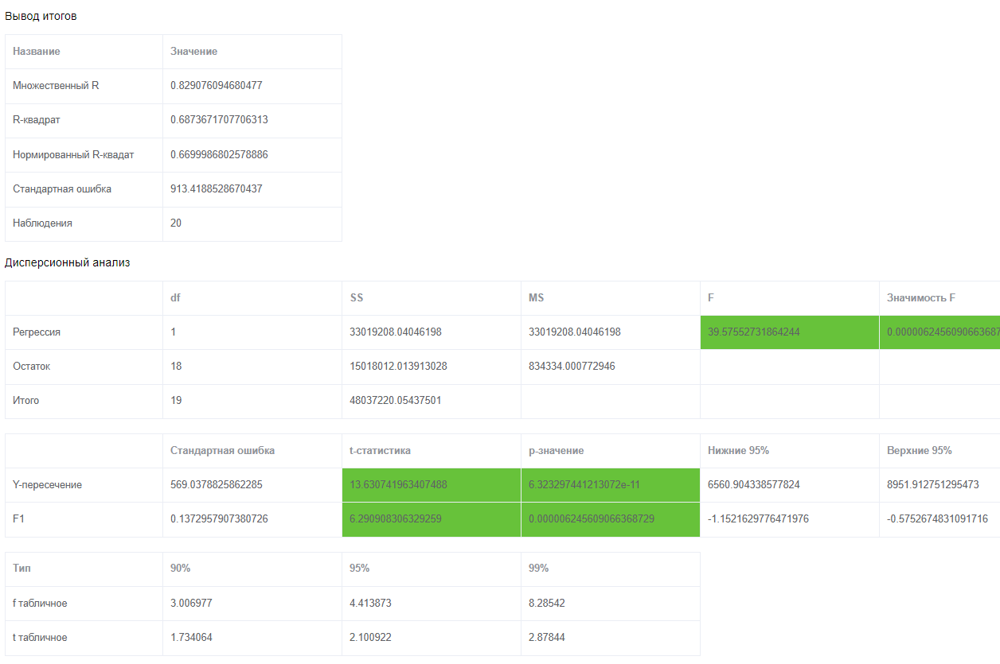 Вывод итогов
Название Значение
Множественный R 0.829076094680477
R-квадрат 0.6873671707706313
Нормированный R-квадат 0.6699986802578886
Стандартная ошибка 913.4188528670437
Наблюдения 20
Дисперсионный анализ
df SS MS F Значимость F
Регрессия 1 33019208.04046198 33019208.04046198 39.57552731864244 0.0000062456090663687
Остаток 18 15018012.013913028 834334.000772946
Итого 19 48037220.05437501
Стандартная ошибка t-статистика p-значение Нижние 95% Верхние 95%
Y-пересечение 569.0378825862285 13.630741963407488 6.323297441213072e-11 6560.904338577824 8951.912751295473
F1 0.1372957907380726 6.290908306329259 0.000006245609066368729 -1.1521629776471976 -0.5752674831091716
Тип 90% 95% 99%
f табличное 3.006977 4.413873 8.28542
t табличное 1.734064 2.100922 2.87844